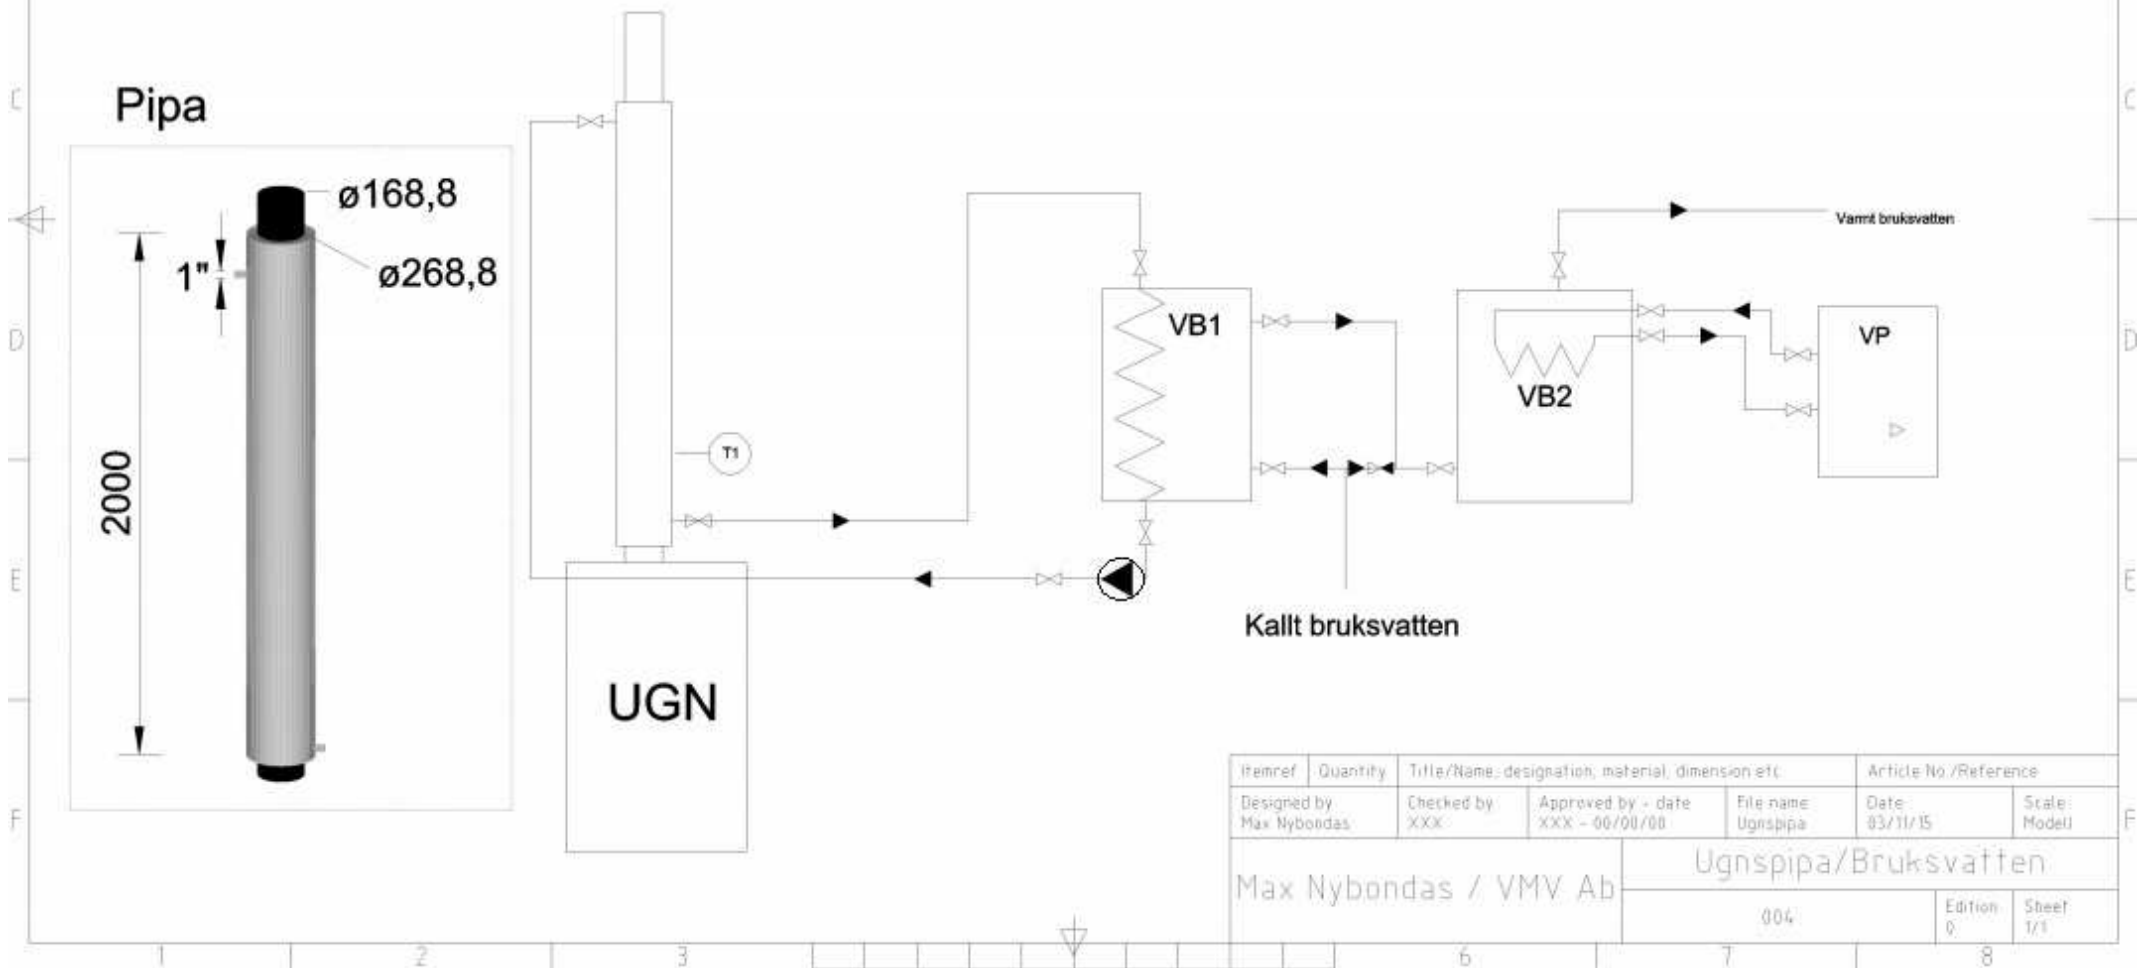 Pipa
ø168,8
ø268,8
1"
2000
T1
UGN
VB1
VB2
VP
Varmt bruksvatten
Kallt bruksvatten
Itemref Quantity Title/Name, designation, material, dimension etc Article No./Reference
Designed by Checked by Approved by - date File name Date Scale
Max Nybondas XXX XXX - 00/00/00 Ugnspipa 03/11/15 Modell
Max Nybondas / VMV Ab
Ugnspipa/Bruksvatten
004
Edition Sheet
0 1/1
C C
D D
E E
F F
1 2 3 6 7 8